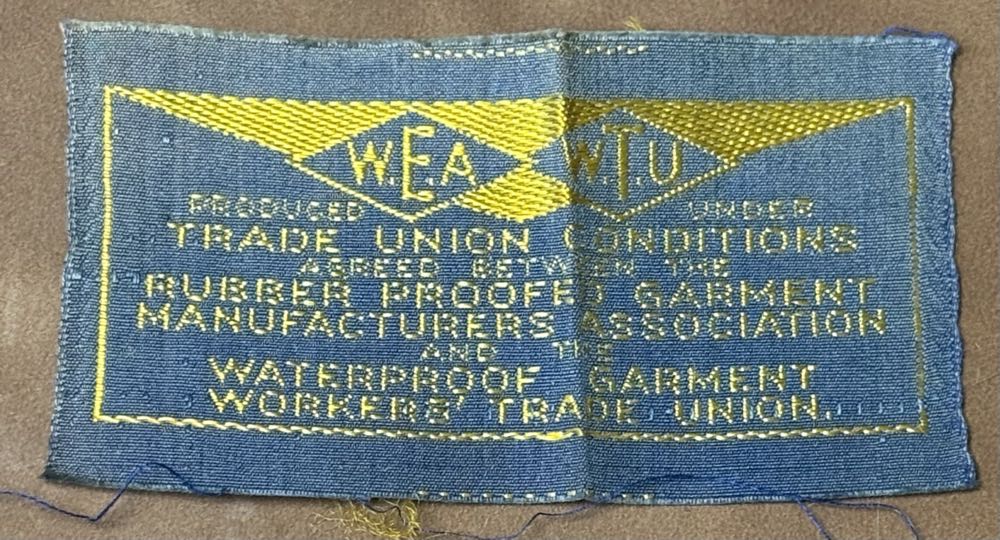 W.E.A W.T.U
PRODUCED UNDER
TRADE UNION CONDITIONS
AGREED BETWEEN THE
RUBBER PROOFED GARMENT
MANUFACTURERS ASSOCIATION
AND THE
WATERPROOF GARMENT
WORKERS' TRADE UNION.